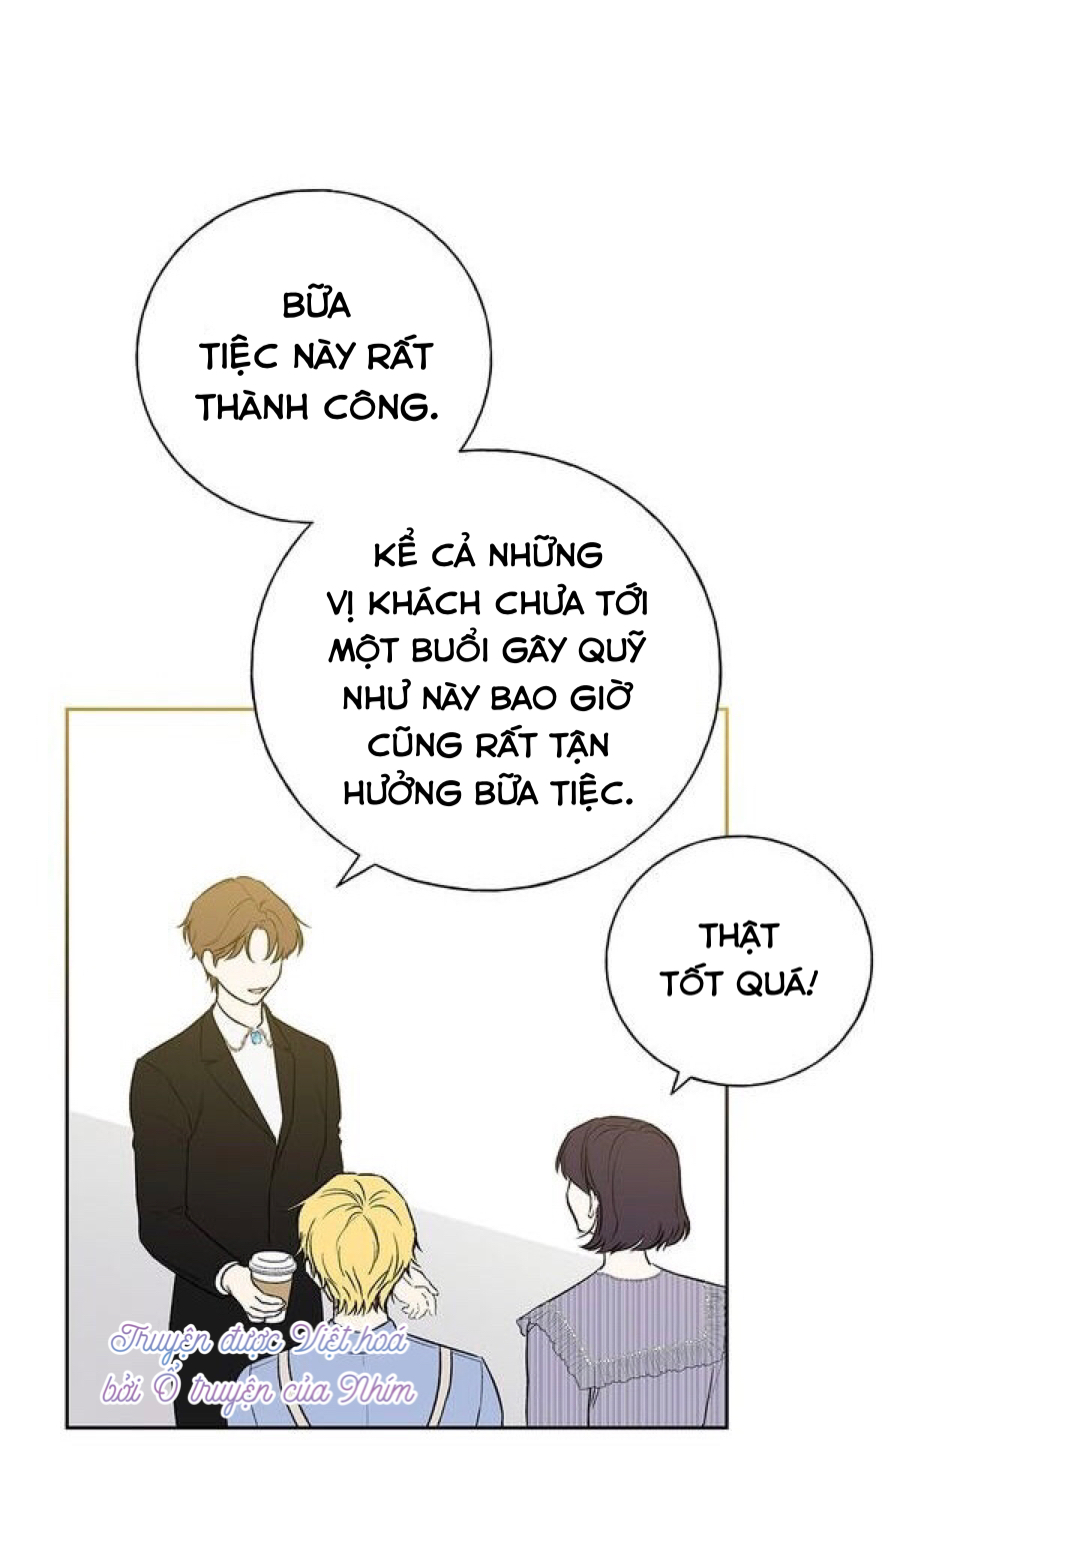 BỮA
TIỆC NÀY RẤT
THÀNH CÔNG.
KỂ CẢ NHỮNG
VỊ KHÁCH CHƯA TỚI
MỘT BUỔI GÂY QUỸ
NHƯ NÀY BAO GIỜ
CŨNG RẤT TẬN
HƯỞNG BỮA TIỆC.
THẬT
TỐT QUÁ!
Truyện được Việt hoá
bởi Ổ truyện của Nhím